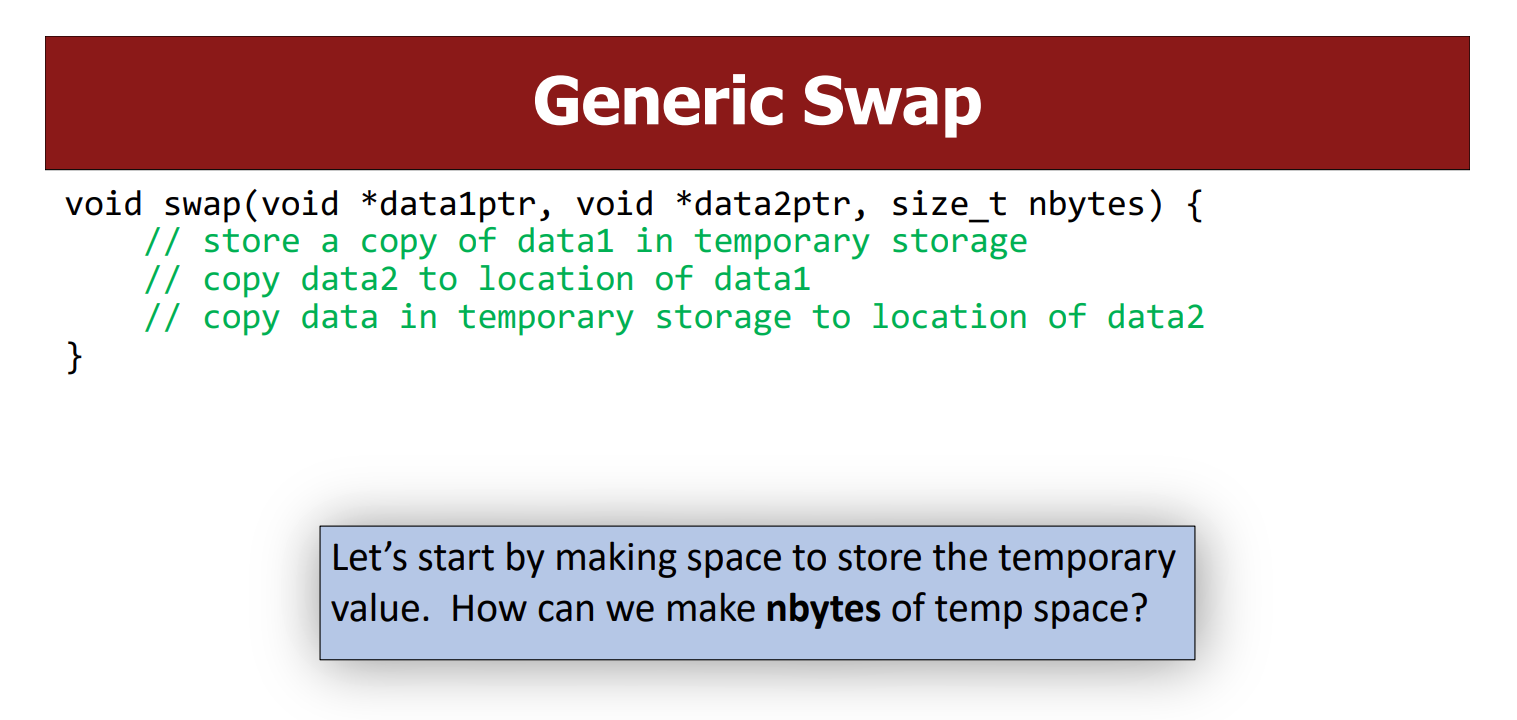 Generic Swap
void swap(void *data1ptr, void *data2ptr, size_t nbytes) {
    // store a copy of data1 in temporary storage
    // copy data2 to location of data1
    // copy data in temporary storage to location of data2
}
Let’s start by making space to store the temporary
value.  How can we make nbytes of temp space?